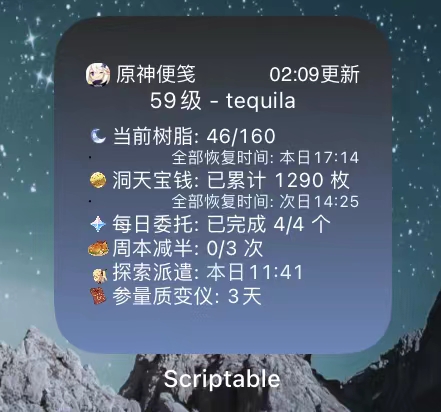 原神便笺 02:09更新
59级 - tequila
当前树脂: 46/160
全部恢复时间: 本日17:14
洞天宝钱: 已累计 1290 枚
全部恢复时间: 次日14:25
每日委托: 已完成 4/4 个
周本减半: 0/3 次
探索派遣: 本日11:41
参量质变仪: 3天
Scriptable